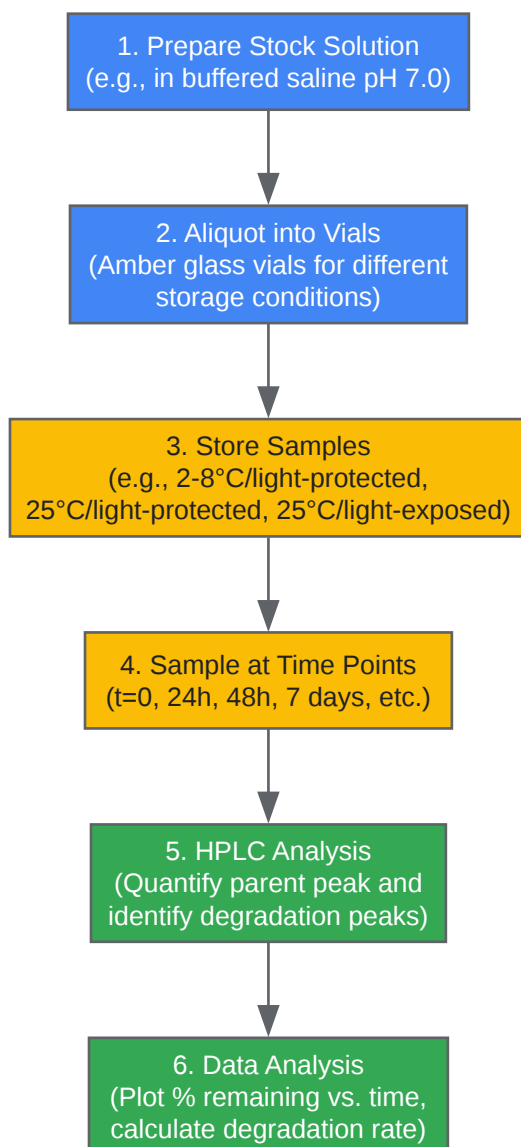 1. Prepare Stock Solution
(e.g., in buffered saline pH 7.0)
2. Aliquot into Vials
(Amber glass vials for different
storage conditions)
3. Store Samples
(e.g., 2-8°C/light-protected,
25°C/light-protected, 25°C/light-exposed)
4. Sample at Time Points
(t=0, 24h, 48h, 7 days, etc.)
5. HPLC Analysis
(Quantify parent peak and
identify degradation peaks)
6. Data Analysis
(Plot % remaining vs. time,
calculate degradation rate)